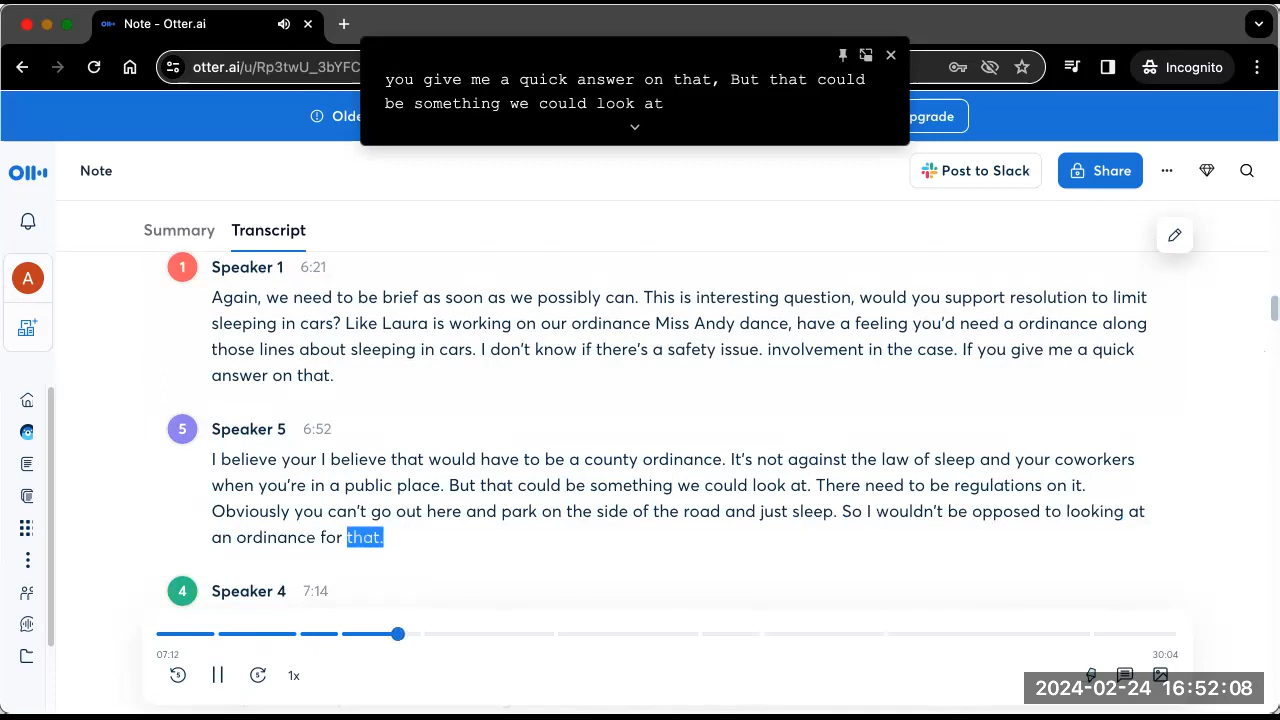 Note - Otter.ai
otter.ai/u/Rp3twU_3bYFC
Incognito
you give me a quick answer on that, But that could
be something we could look at
Olde
pgrade
Note
Post to Slack
Share
Summary
Transcript
A
1
Speaker 1 6:21
Again, we need to be brief as soon as we possibly can. This is interesting question, would you support resolution to limit
sleeping in cars? Like Laura is working on our ordinance Miss Andy dance, have a feeling you'd need a ordinance along
those lines about sleeping in cars. I don't know if there's a safety issue. involvement in the case. If you give me a quick
answer on that.
5
Speaker 5 6:52
I believe your I believe that would have to be a county ordinance. It's not against the law of sleep and your coworkers
when you're in a public place. But that could be something we could look at. There need to be regulations on it.
Obviously you can't go out here and park on the side of the road and just sleep. So I wouldn't be opposed to looking at
an ordinance for that.
4
Speaker 4 7:14
07:12
30:04
5
5
1x
2024-02-24 16:52:08